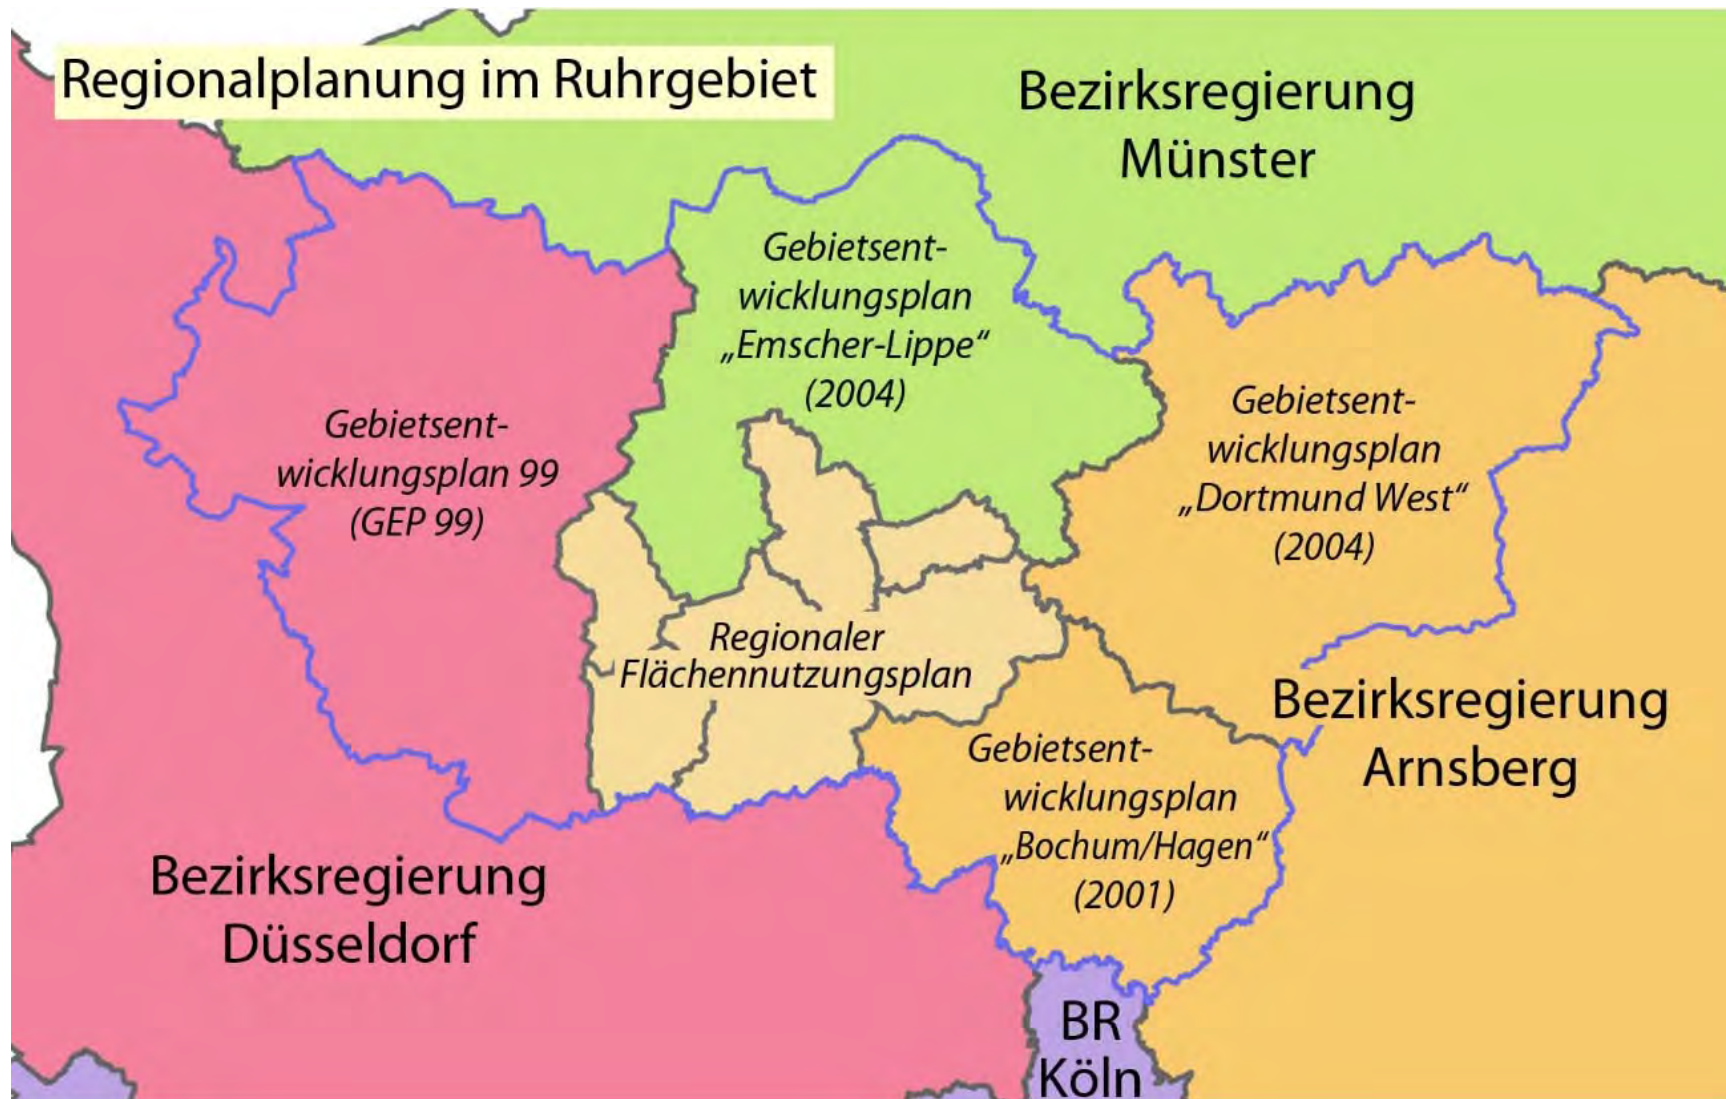 Regionalplanung im Ruhrgebiet
Bezirksregierung
Münster
Gebietsent-
wicklungsplan
„Emscher-Lippe“
(2004)
Gebietsent-
wicklungsplan 99
(GEP 99)
Gebietsent-
wicklungsplan
„Dortmund West“
(2004)
Regionaler
Flächennutzungsplan
Bezirksregierung
Arnsberg
Gebietsent-
wicklungsplan
„Bochum/Hagen“
(2001)
Bezirksregierung
Düsseldorf
BR
Köln